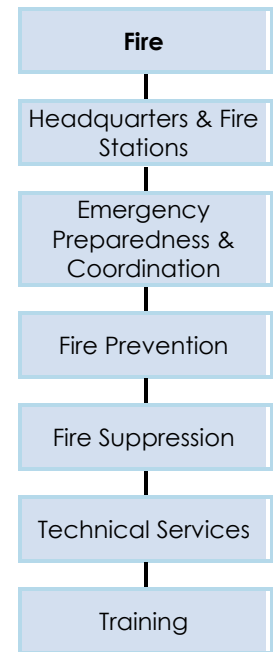 Fire
Headquarters & Fire
Stations
Emergency
Preparedness &
Coordination
Fire Prevention
Fire Suppression
Technical Services
Training